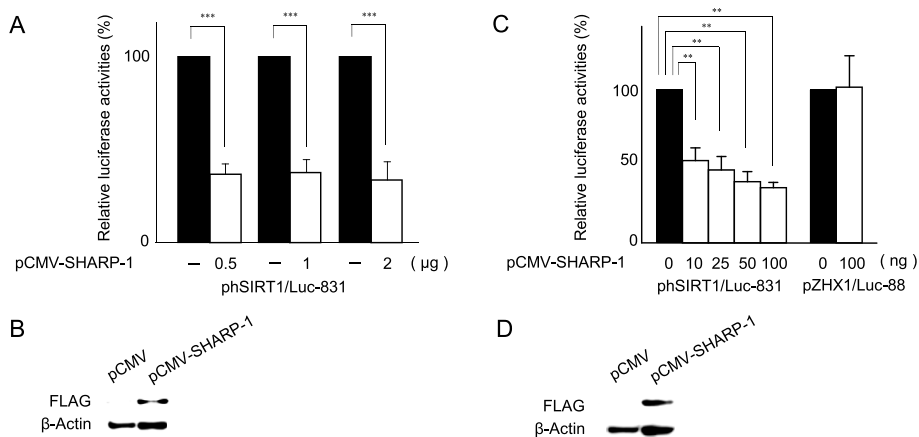 A
Relative luciferase activities (%)
100
0
*** *** ***
pCMV-SHARP-1 – 0.5 – 1 – 2 ( μg )
phSIRT1/Luc-831
B
pCMV
pCMV-SHARP-1
FLAG
β-Actin
C
Relative luciferase activities (%)
100
50
0
**
**
**
**
pCMV-SHARP-1 0 10 25 50 100 0 100 ( ng )
phSIRT1/Luc-831 pZHX1/Luc-88
D
pCMV
pCMV-SHARP-1
FLAG
β-Actin